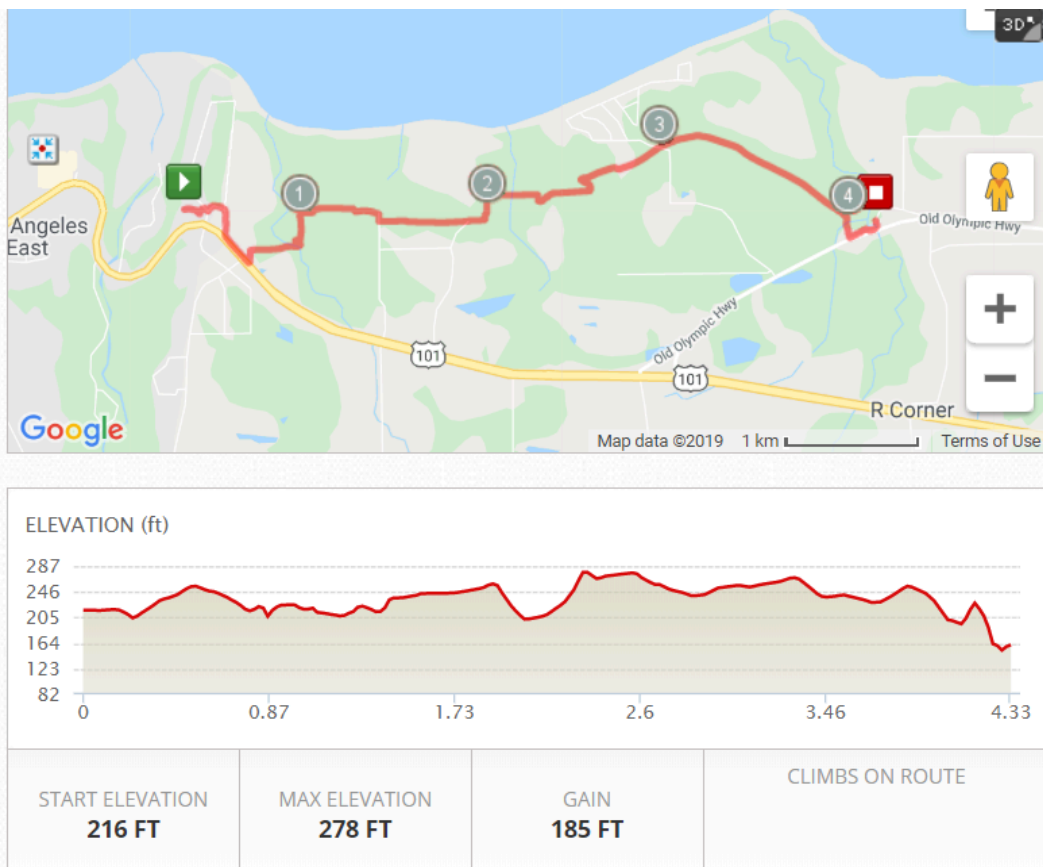 3D
3
1
2
4
Angeles
East
Old Olympic Hwy
Old Olympic Hwy
101
101
R Corner
+
−
Google
Map data ©2019 1 km Terms of Use
ELEVATION (ft)
287
246
205
164
123
82
0 0.87 1.73 2.6 3.46 4.33
START ELEVATION
216 FT
MAX ELEVATION
278 FT
GAIN
185 FT
CLIMBS ON ROUTE